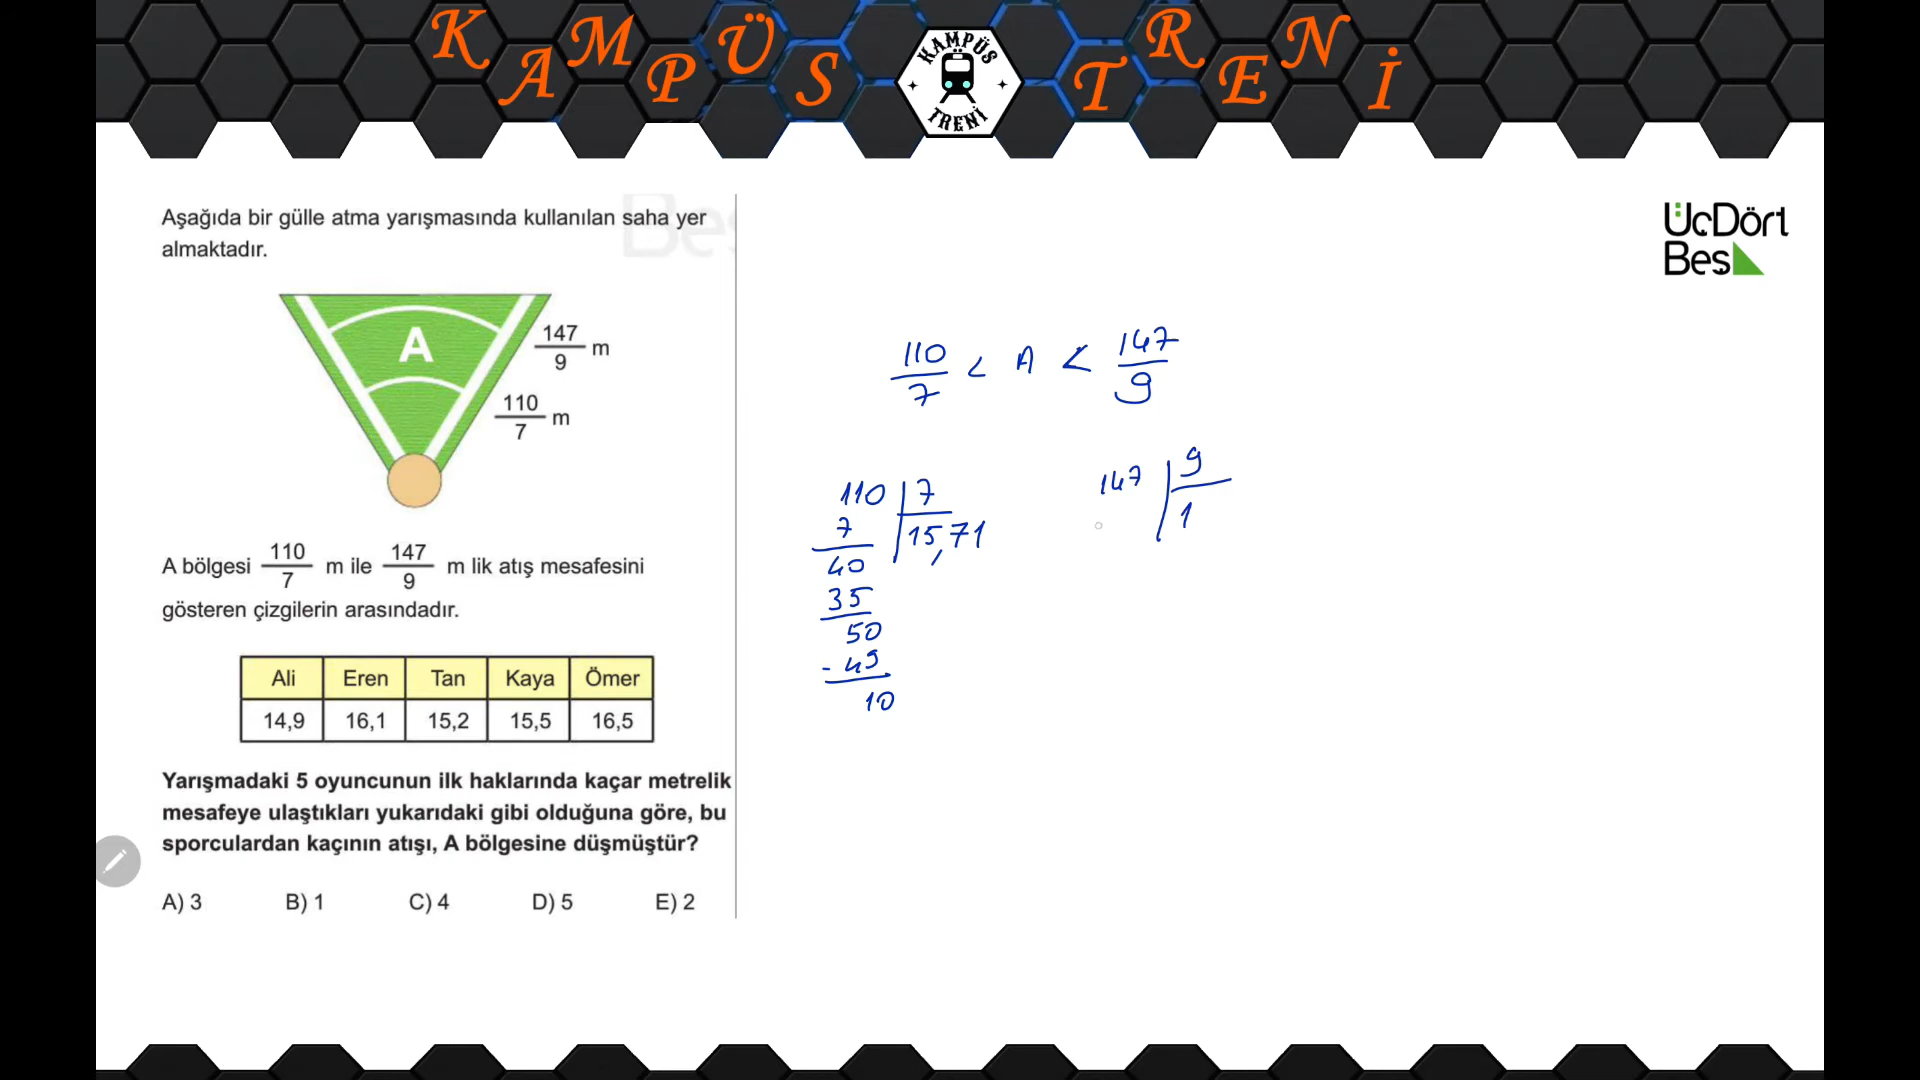 KAMPÜS TRENİ
KAMPÜS
TRENİ
ÜçDört
Beş
Aşağıda bir gülle atma yarışmasında kullanılan saha yer
almaktadır.
A
147/9 m
110/7 m
A bölgesi 110/7 m ile 147/9 m lik atış mesafesini
gösteren çizgilerin arasındadır.
Ali Eren Tan Kaya Ömer
14,9 16,1 15,2 15,5 16,5
Yarışmadaki 5 oyuncunun ilk haklarında kaçar metrelik
mesafeye ulaştıkları yukarıdaki gibi olduğuna göre, bu
sporculardan kaçının atışı, A bölgesine düşmüştür?
A) 3 B) 1 C) 4 D) 5 E) 2
110/7 < A < 147/9
110 7
7 15,71
40
35
50
- 49
10
147 9
1